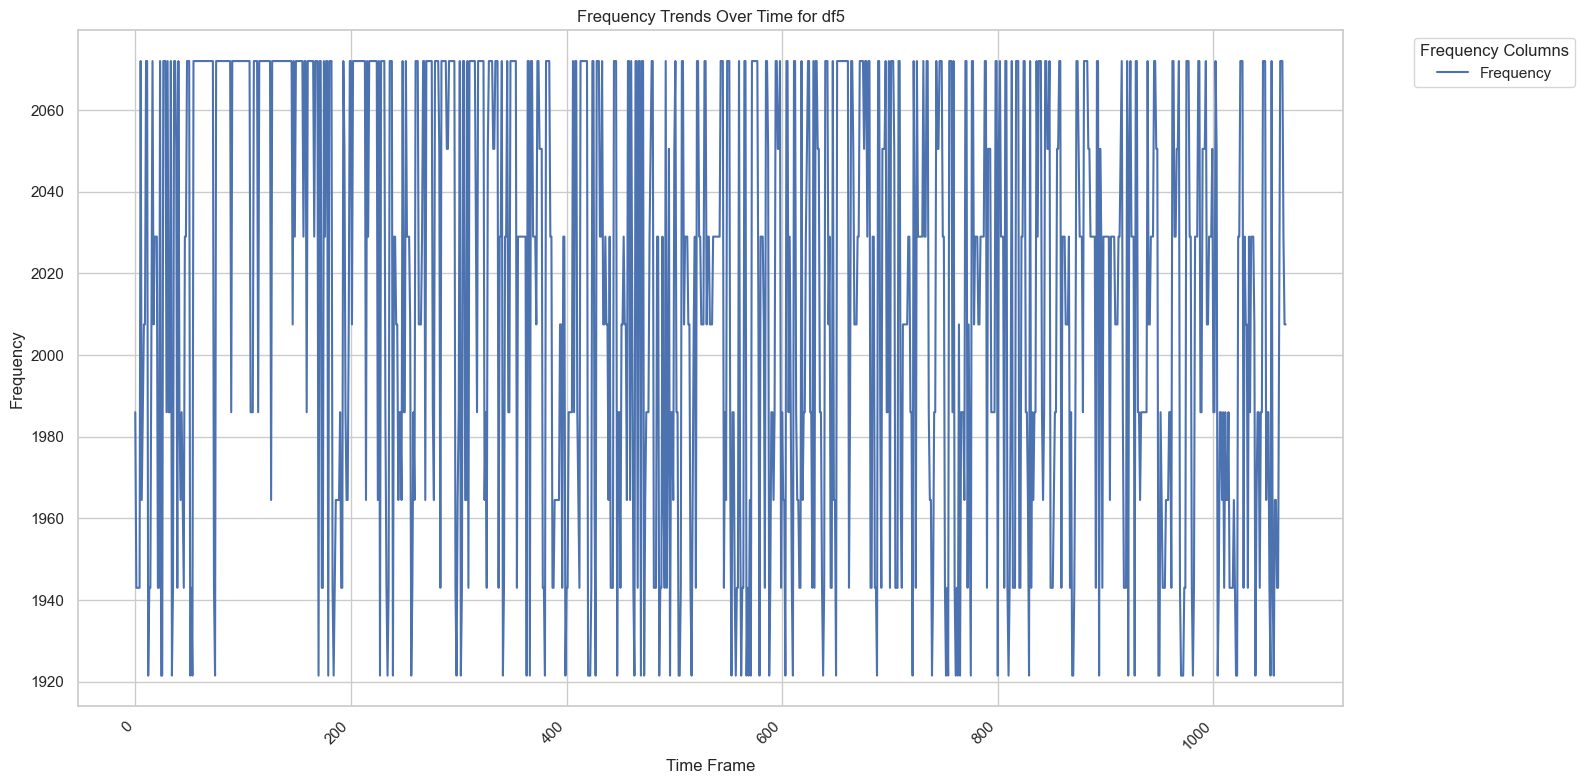 Frequency Trends Over Time for df5
Frequency Columns
Frequency
2060
2040
2020
2000
1980
1960
1940
1920
Frequency
0
200
400
600
800
1000
Time Frame